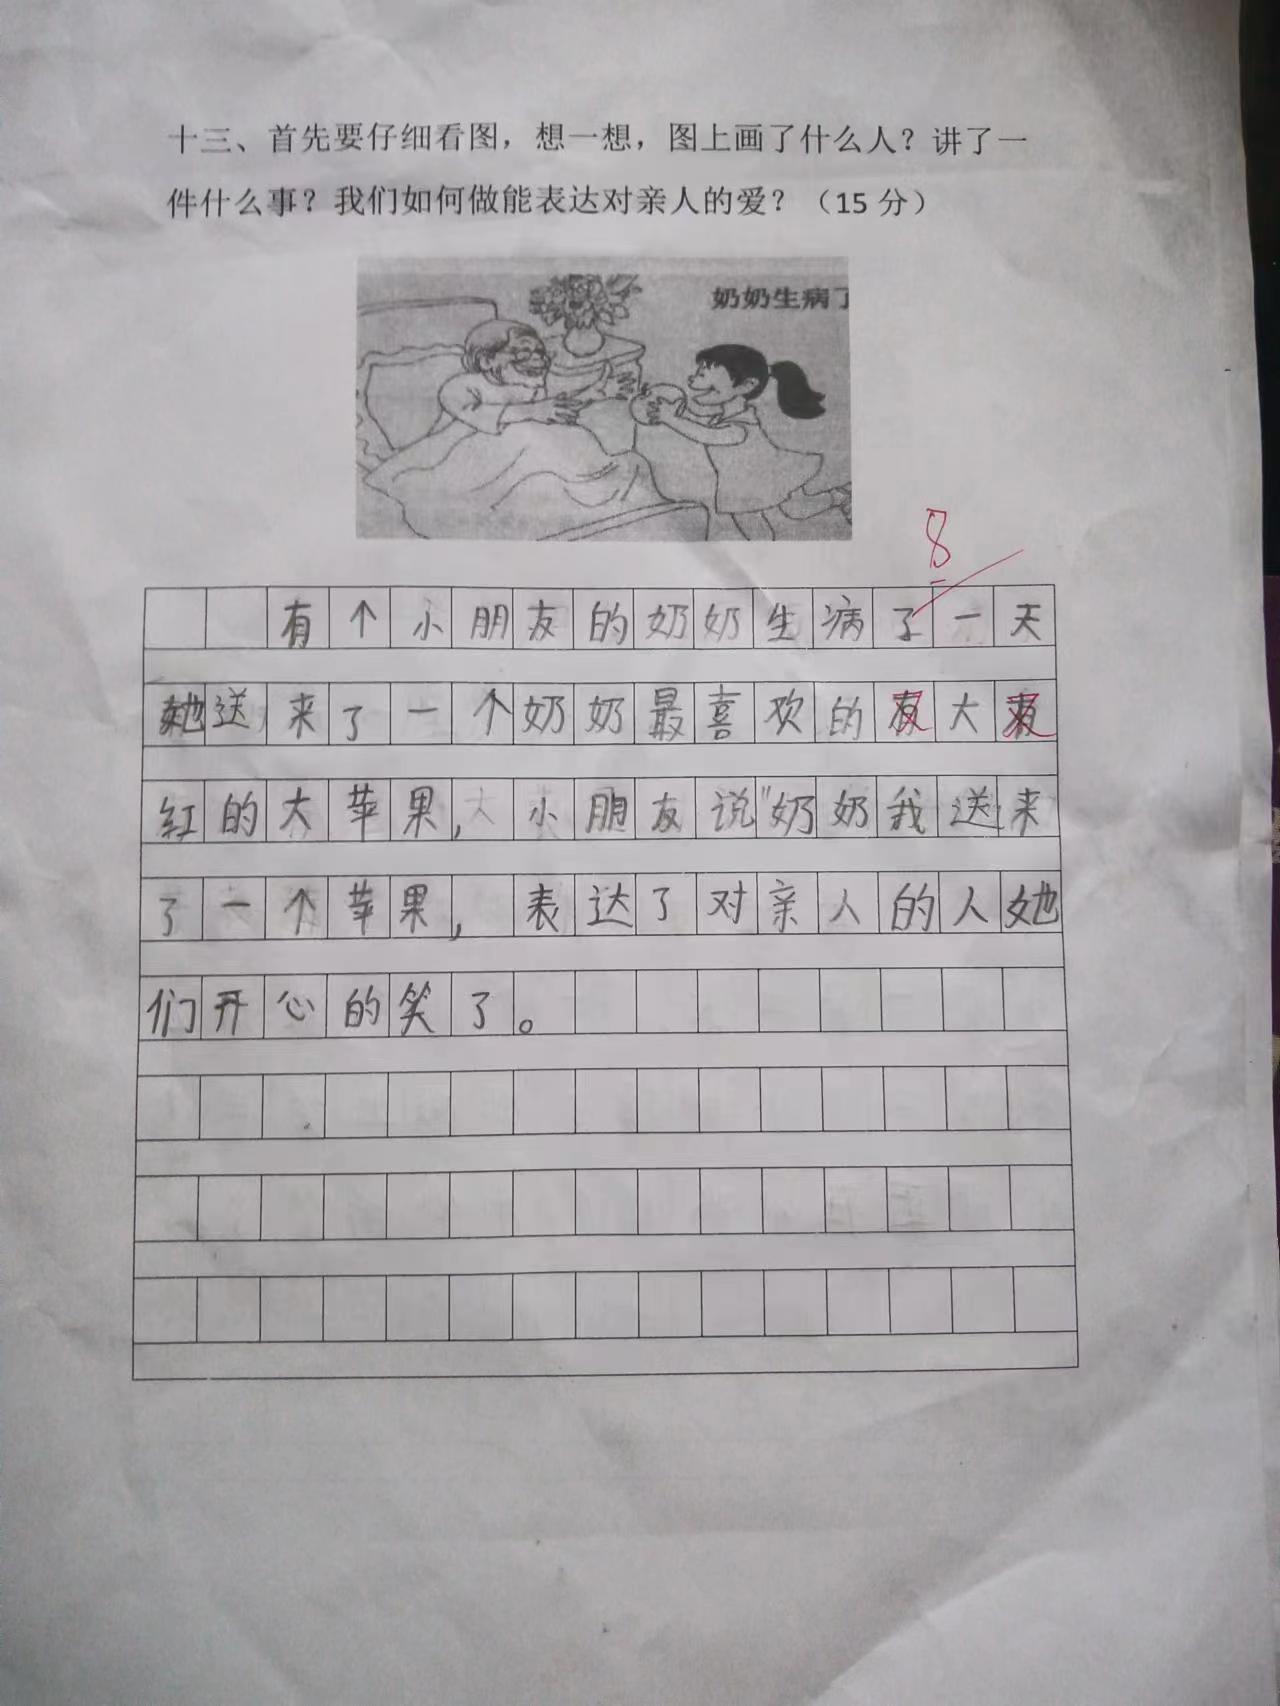 十三、首先要仔细看图，想一想，图上画了什么人？讲了一
件什么事？我们如何做能表达对亲人的爱？（15 分）
奶奶生病了
8
有个小朋友的奶奶生病了一天
她送来了一个奶奶最喜欢的大
红的大苹果，小朋友说"奶奶我送来
了一个苹果，表达了对亲人的人她
们开心的笑了。